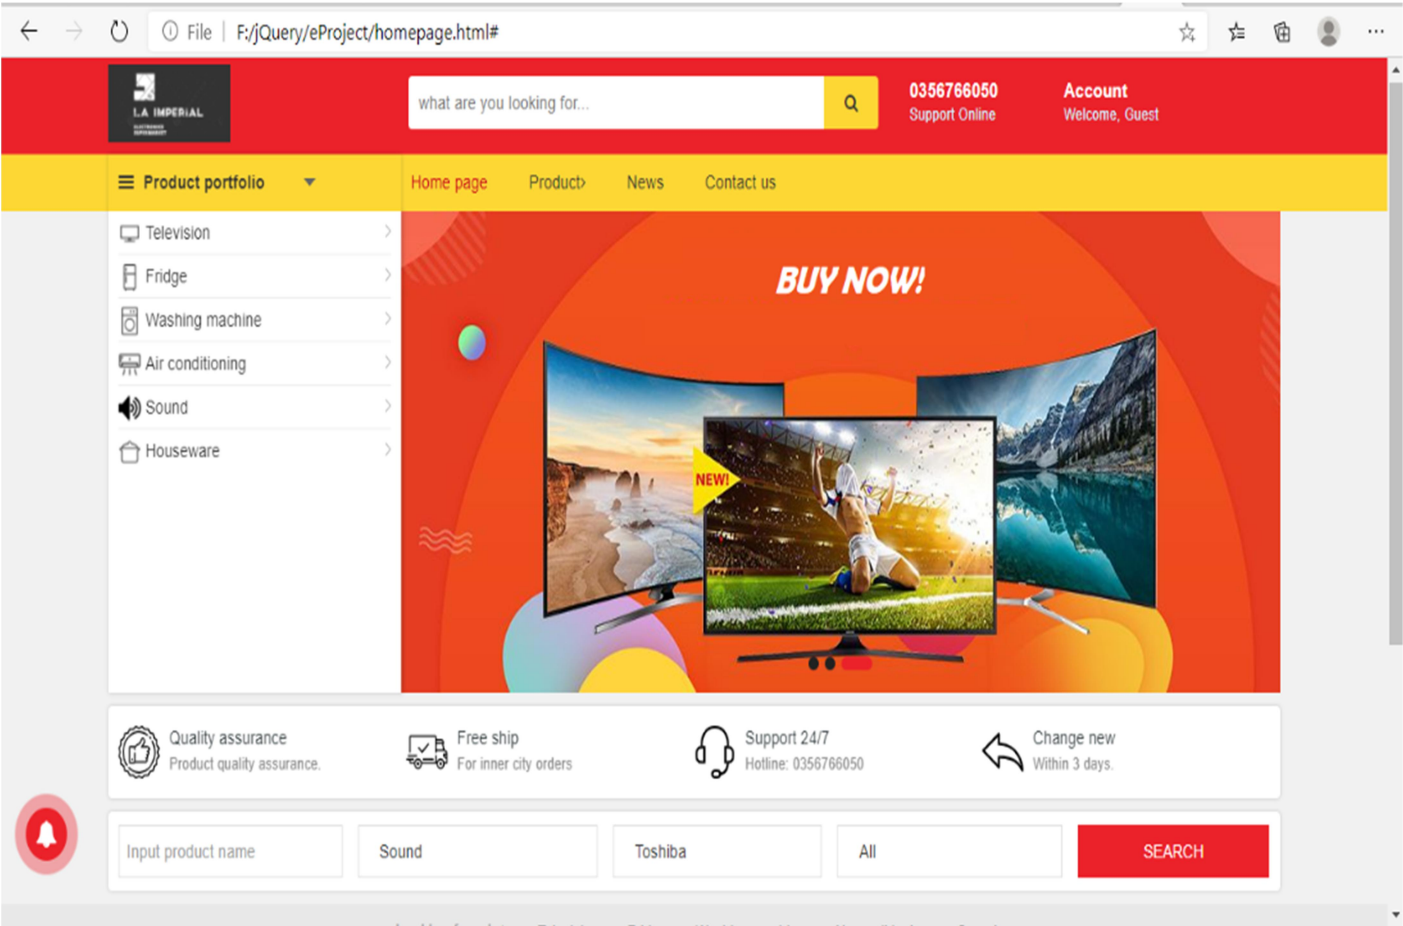 File F:/jQuery/eProject/homepage.html#
LA IMPERIAL
what are you looking for...
0356766050
Support Online
Account
Welcome, Guest
Product portfolio
Home page Product> News Contact us
Television
Fridge
Washing machine
Air conditioning
Sound
Houseware
BUY NOW!
NEW!
Quality assurance
Product quality assurance.
Free ship
For inner city orders
Support 24/7
Hotline: 0356766050
Change new
Within 3 days.
Input product name Sound Toshiba All SEARCH